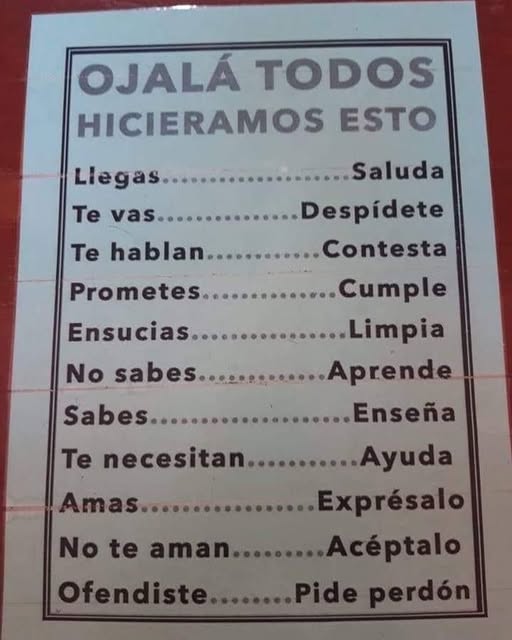 OJALÁ TODOS
HICIERAMOS ESTO
Llegas...................Saluda
Te vas..............Despídete
Te hablan............Contesta
Prometes..............Cumple
Ensucias................Limpia
No sabes.............Aprende
Sabes.....................Enseña
Te necesitan...........Ayuda
Amas..................Exprésalo
No te aman.........Acéptalo
Ofendiste........Pide perdón